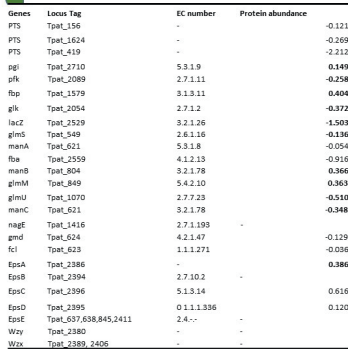 Genes Locus Tag EC number Protein abundance
PTS Tpat_156 - -0.121
PTS Tpat_1624 - -0.269
PTS Tpat_419 - -2.212
pgi Tpat_2710 5.3.1.9 0.149
pfk Tpat_2089 2.7.1.11 -0.258
fbp Tpat_1579 3.1.3.11 0.404
glk Tpat_2054 2.7.1.2 -0.372
lacZ Tpat_2529 3.2.1.26 -1.503
glmS Tpat_549 2.6.1.16 -0.136
manA Tpat_621 5.3.1.8 -0.054
fba Tpat_2559 4.1.2.13 -0.916
manB Tpat_804 3.2.1.78 0.366
glmM Tpat_849 5.4.2.10 0.363
glmU Tpat_1070 2.7.7.23 -0.510
manC Tpat_621 3.2.1.78 -0.348
nagE Tpat_1416 2.7.1.193 -
gmd Tpat_624 4.2.1.47 -0.129
fcl Tpat_623 1.1.1.271 -0.036
EpsA Tpat_2386 - 0.386
EpsB Tpat_2394 2.7.10.2 -
EpsC Tpat_2396 5.1.3.14 0.616
EpsD Tpat_2395 0 1.1.1.336 0.120
EpsE Tpat_637,638,845,2411 2.4.-.- -
Wzy Tpat_2380 - -
Wzx Tpat_2389, 2406 - -